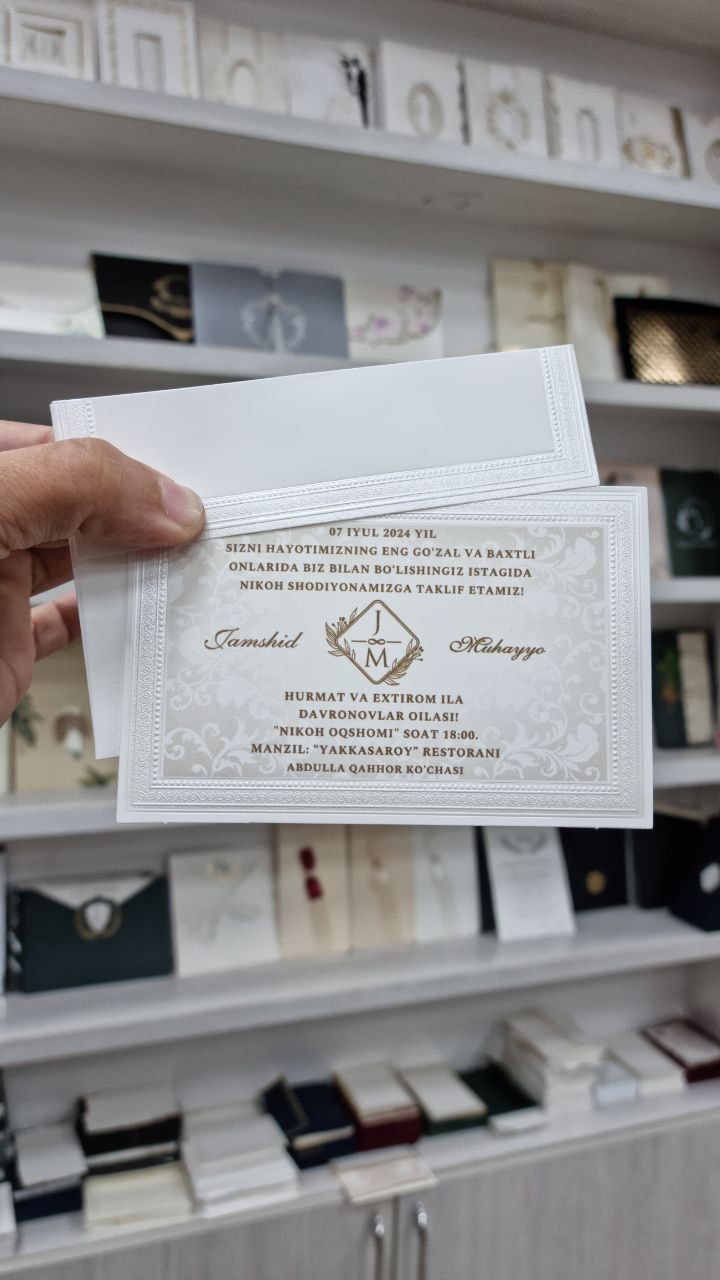 07 IYUL 2024 YIL
SIZNI HAYOTIMIZNING ENG GO'ZAL VA BAXTLI
ONLARIDA BIZ BILAN BO'LISHINGIZ ISTAGIDA
NIKOH SHODIYONAMIZGA TAKLIF ETAMIZ!
Jamshid J M Muhayyo
HURMAT VA EXTIROM ILA
DAVRONOVLAR OILASI!
"NIKOH OQSHOMI" SOAT 18:00.
MANZIL: "YAKKASAROY" RESTORANI
ABDULLA QAHHOR KO'CHASI